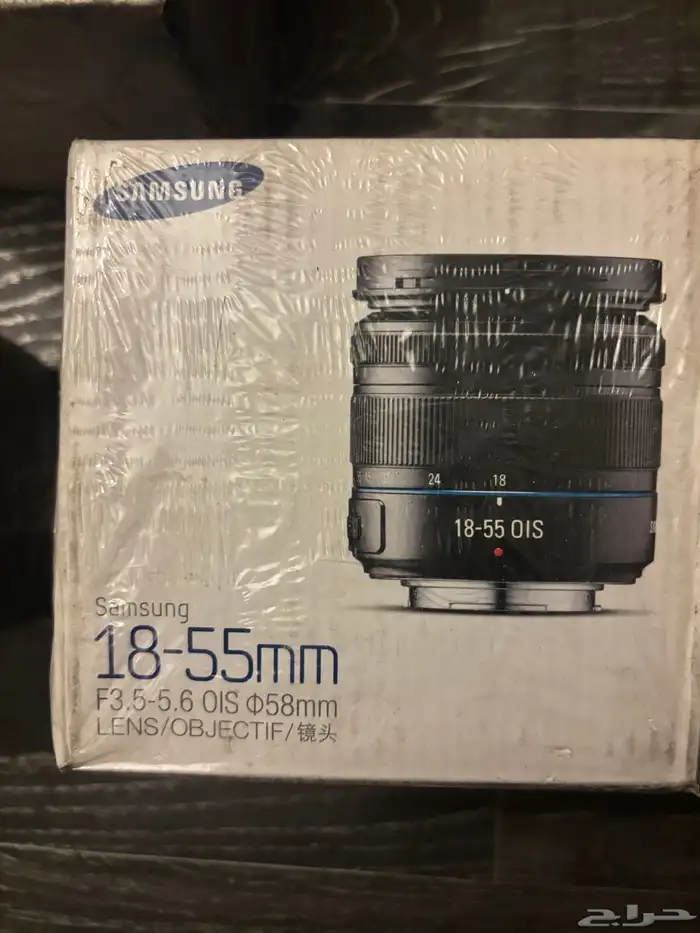 SAMSUNG
24 18
18-55 OIS
Samsung
18-55mm
F3.5-5.6 OIS Φ58mm
LENS/OBJECTIF/镜头
حراج